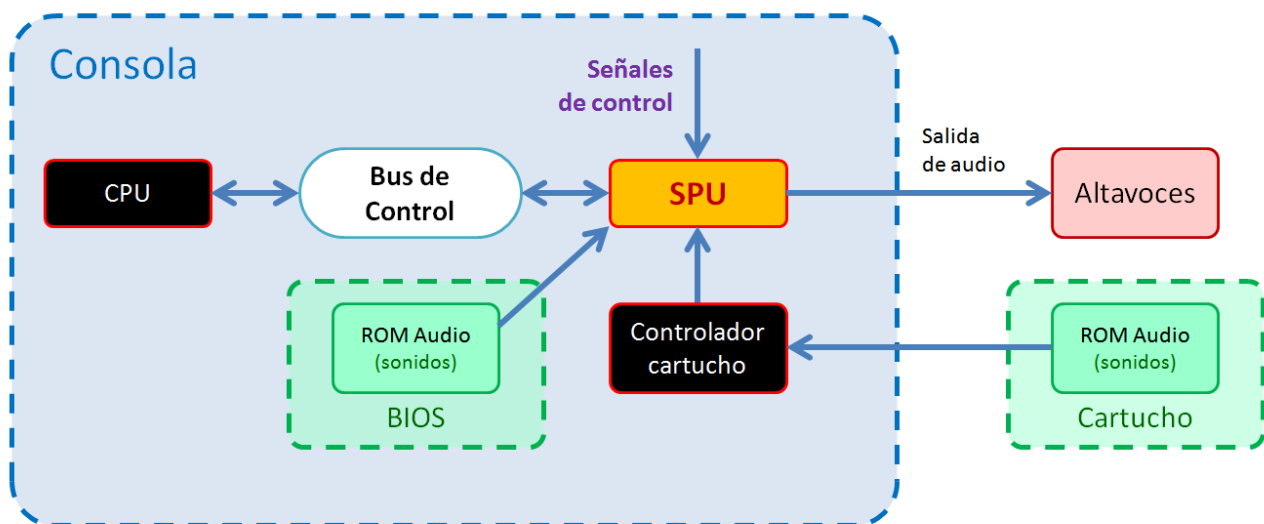 Consola
Señales
de control
Salida
de audio
CPU
Bus de
Control
SPU
Altavoces
ROM Audio
(sonidos)
BIOS
Controlador
cartucho
ROM Audio
(sonidos)
Cartucho